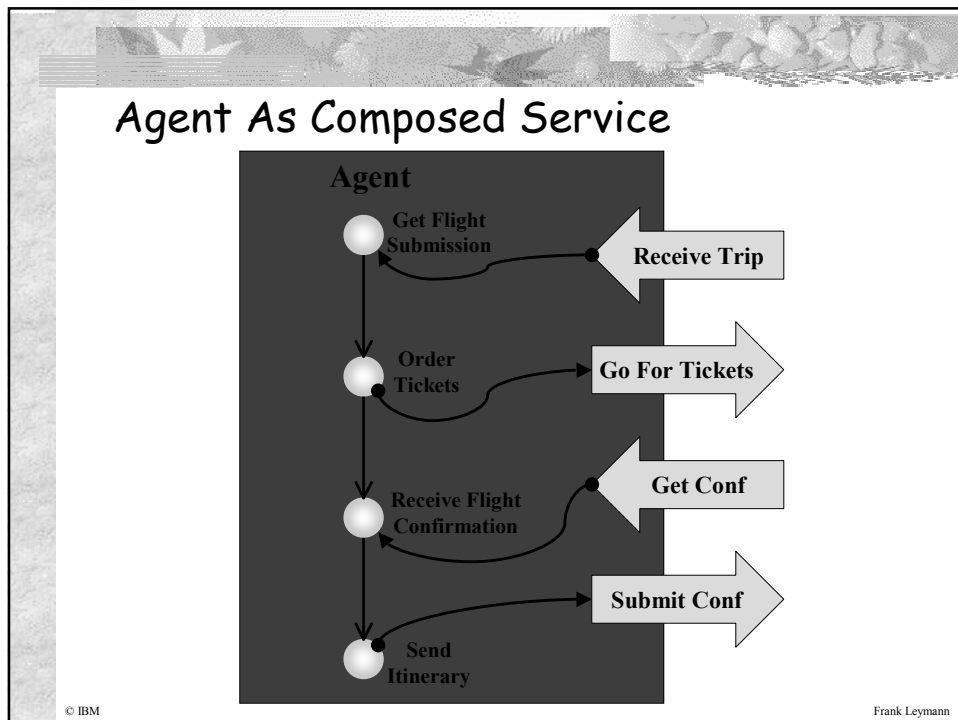 Agent As Composed Service
Agent
Get Flight
Submission
Receive Trip
Order
Tickets
Go For Tickets
Receive Flight
Confirmation
Get Conf
Submit Conf
Send
Itinerary
© IBM
Frank Leymann